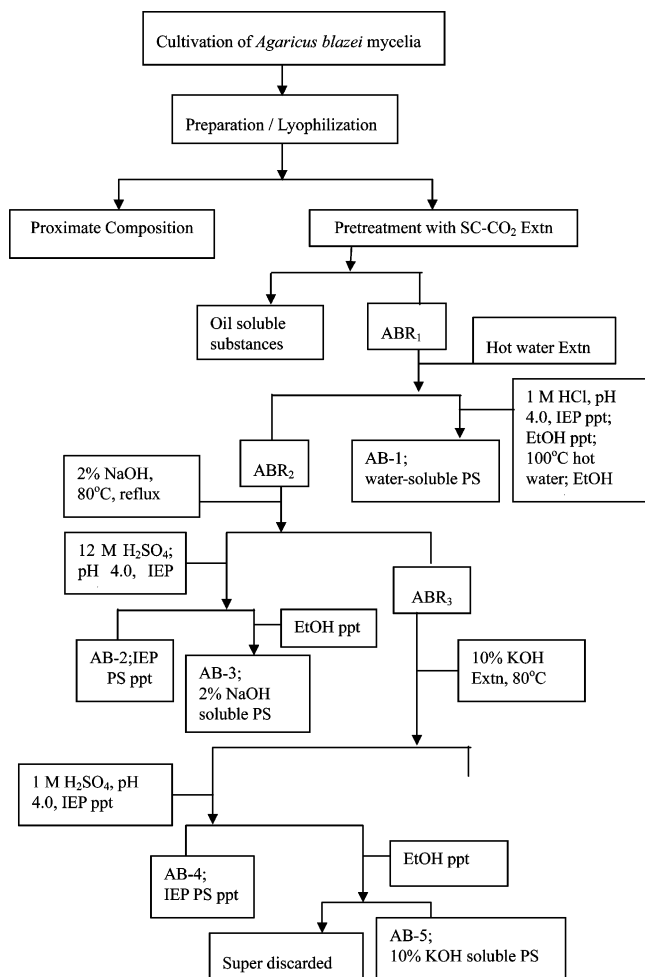 Cultivation of Agaricus blazei mycelia
Preparation / Lyophilization
Proximate Composition
Pretreatment with SC-CO₂ Extn
Oil soluble
substances
ABR₁
Hot water Extn
1 M HCl, pH
4.0, IEP ppt;
EtOH ppt;
100°C hot
water; EtOH
ABR₂
AB-1;
water-soluble PS
2% NaOH,
80°C, reflux
12 M H₂SO₄;
pH 4.0, IEP
ABR₃
EtOH ppt
AB-2;IEP
PS ppt
AB-3;
2% NaOH
soluble PS
10% KOH
Extn, 80°C
1 M H₂SO₄, pH
4.0, IEP ppt
EtOH ppt
AB-4;
IEP PS ppt
AB-5;
10% KOH soluble PS
Super discarded